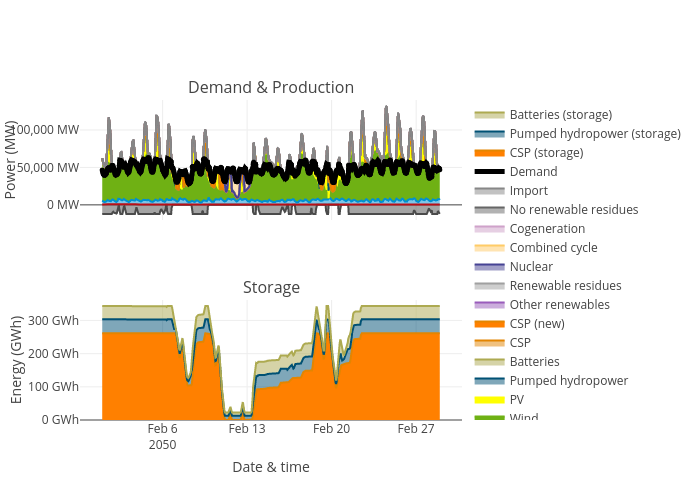 Demand & Production
Power (MW)
100,000 MW
50,000 MW
0 MW
Storage
Energy (GWh)
300 GWh
200 GWh
100 GWh
0 GWh
Feb 6
2050
Feb 13
Feb 20
Feb 27
Date & time
Batteries (storage)
Pumped hydropower (storage)
CSP (storage)
Demand
Import
No renewable residues
Cogeneration
Combined cycle
Nuclear
Renewable residues
Other renewables
CSP (new)
CSP
Batteries
Pumped hydropower
PV
Wind